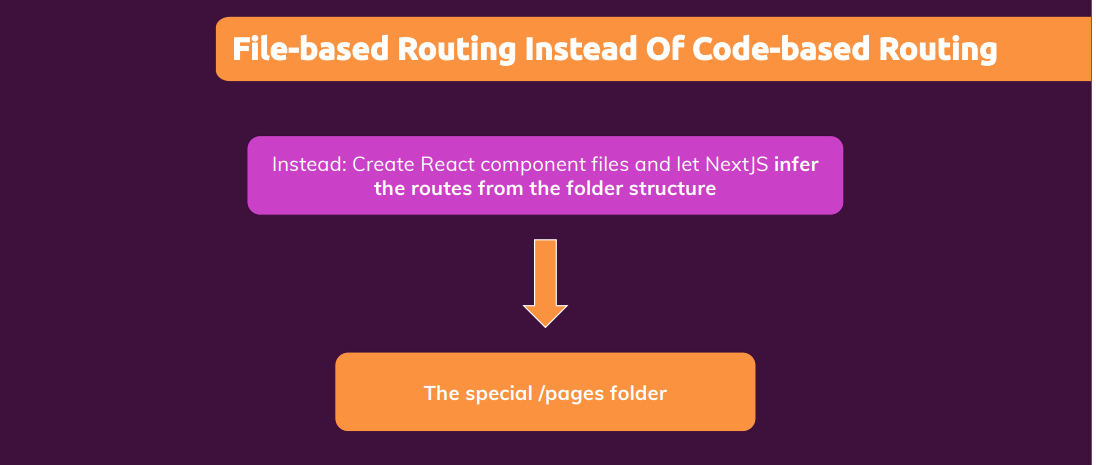 File-based Routing Instead Of Code-based Routing
Instead: Create React component files and let NextJS infer
the routes from the folder structure
The special /pages folder